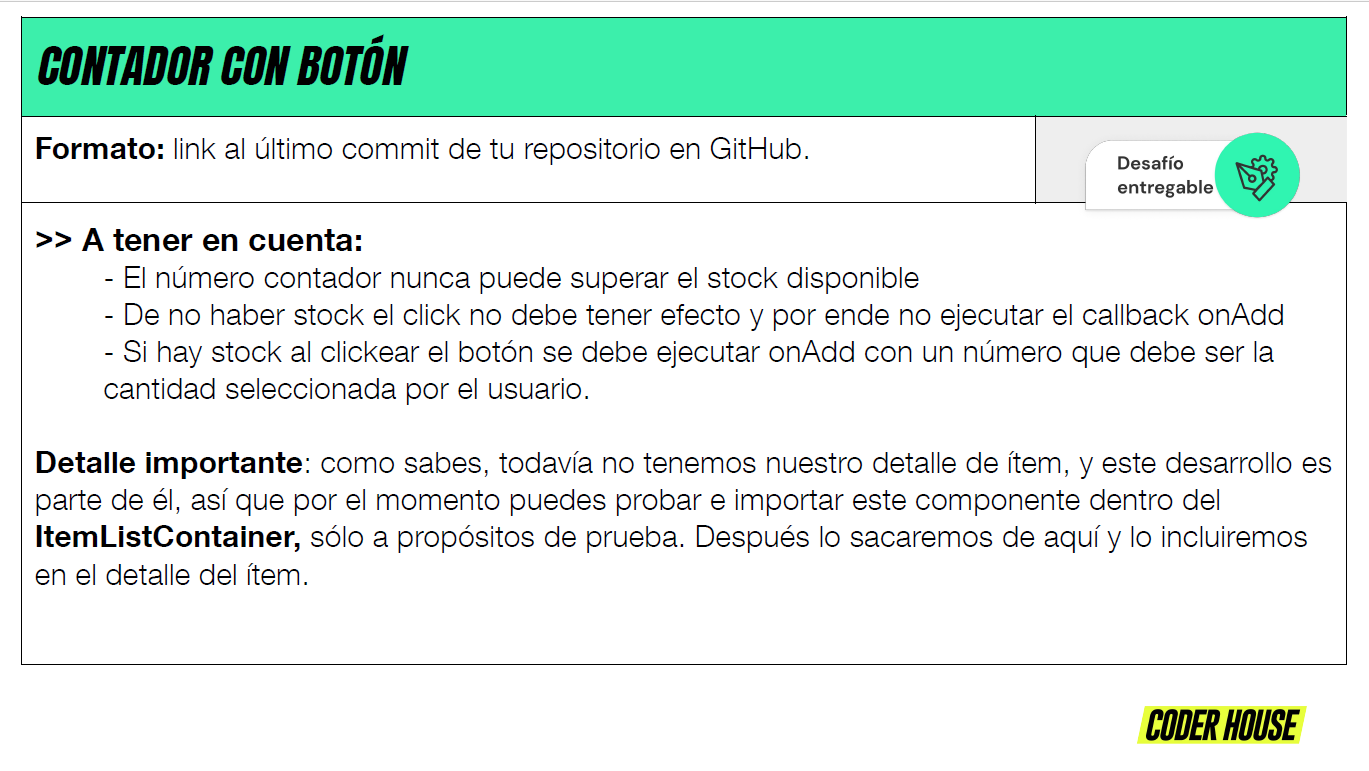 CONTADOR CON BOTÓN
Formato: link al último commit de tu repositorio en GitHub.
Desafío
entregable
>> A tener en cuenta:
- El número contador nunca puede superar el stock disponible
- De no haber stock el click no debe tener efecto y por ende no ejecutar el callback onAdd
- Si hay stock al clickear el botón se debe ejecutar onAdd con un número que debe ser la
cantidad seleccionada por el usuario.
Detalle importante: como sabes, todavía no tenemos nuestro detalle de ítem, y este desarrollo es
parte de él, así que por el momento puedes probar e importar este componente dentro del
ItemListContainer, sólo a propósitos de prueba. Después lo sacaremos de aquí y lo incluiremos
en el detalle del ítem.
CODER HOUSE